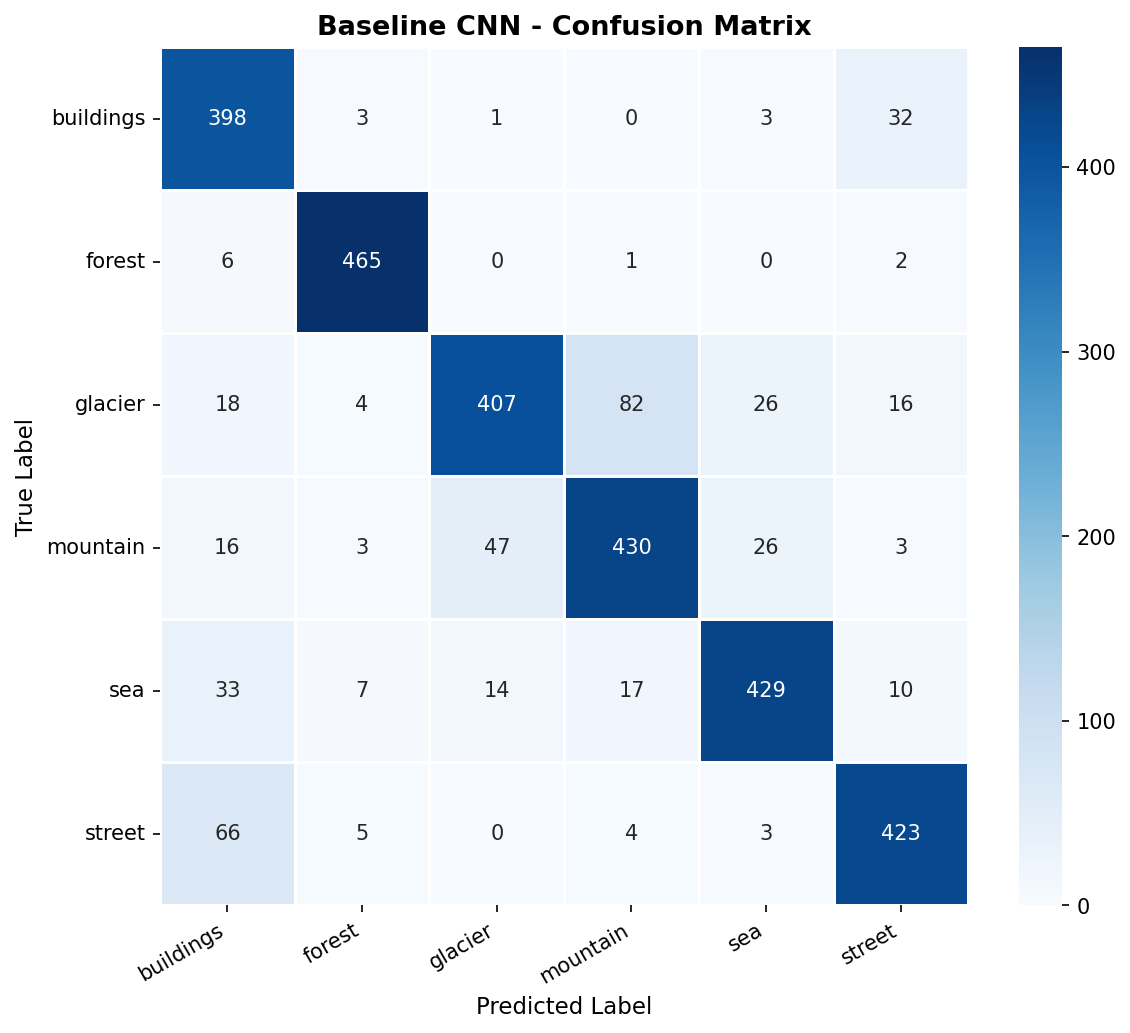 Baseline CNN - Confusion Matrix
True Label
buildings 398 3 1 0 3 32
forest 6 465 0 1 0 2
glacier 18 4 407 82 26 16
mountain 16 3 47 430 26 3
sea 33 7 14 17 429 10
street 66 5 0 4 3 423
buildings forest glacier mountain sea street
Predicted Label
400
300
200
100
0